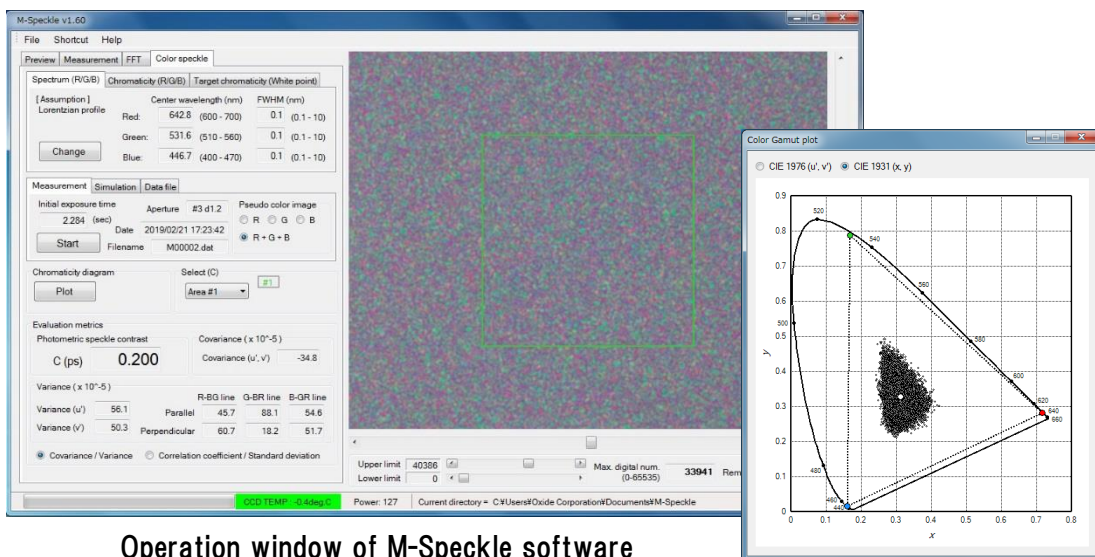 M-Speckle v1.60
File Shortcut Help
Preview Measurement FFT Color speckle
Spectrum (R/G/B) Chromaticity (R/G/B) Target chromaticity (White point)
[Assumption] Center wavelength (nm) FWHM (nm)
Lorentzian profile
Red: 642.8 (600 - 700) 0.1 (0.1 - 10)
Green: 531.6 (510 - 560) 0.1 (0.1 - 10)
Change
Blue: 446.7 (400 - 470) 0.1 (0.1 - 10)
Measurement Simulation Data file
Initial exposure time Aperture #3 d1.2 Pseudo color image
2.284 (sec) R G B
Date 2019/02/21 17:23:42
Start R + G + B
Filename M00002.dat
Chromaticity diagram Select (C)
Plot Area #1 #1
Evaluation metrics
Photometric speckle contrast Covariance ( x 10^-5 )
C (ps) 0.200 Covariance (u', v') -34.8
Variance ( x 10^-5 )
R-BG line G-BR line B-GR line
Variance (u') 56.1 Parallel 45.7 88.1 54.6
Variance (v') 50.3 Perpendicular 60.7 18.2 51.7
Covariance / Variance Correlation coefficient / Standard deviation
Upper limit 40386 Max. digital num. 33941 Rem
Lower limit 0 (0-65535)
CCD TEMP: -0.4deg.C Power: 127 Current directory = C:¥Users¥Oxide Corporation¥Documents¥M-Speckle
Color Gamut plot
CIE 1976 (u', v') CIE 1931 (x, y)
0.9
520
0.8
540
0.7
560
0.6
500
580
0.5
y
0.4
600
620
0.3
640
660
0.2
480
0.1
460
440
0
0 0.1 0.2 0.3 0.4 0.5 0.6 0.7 0.8
x
Operation window of M-Speckle software